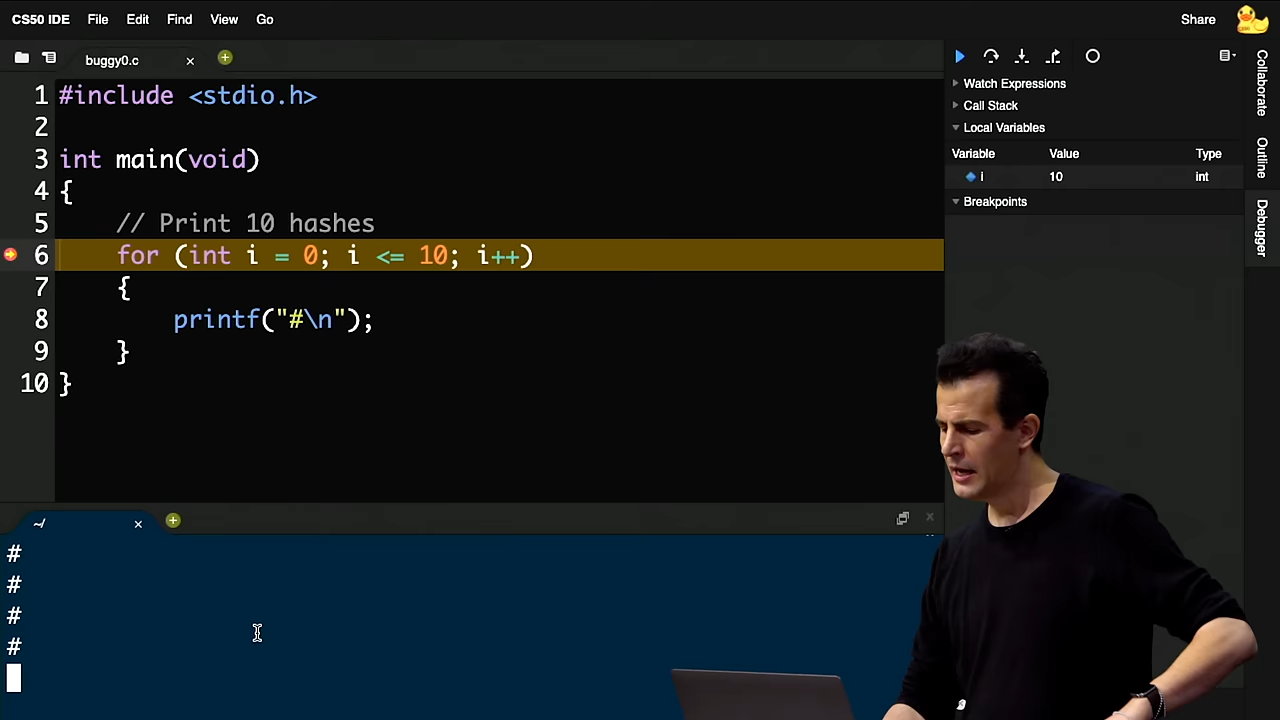 CS50 IDE File Edit Find View Go Share
buggy0.c
1 #include <stdio.h>
2
3 int main(void)
4 {
5     // Print 10 hashes
6     for (int i = 0; i <= 10; i++)
7     {
8         printf("#\n");
9     }
10 }
~/
#
#
#
#
Watch Expressions
Call Stack
Local Variables
Variable Value Type
i 10 int
Breakpoints
Collaborate
Outline
Debugger